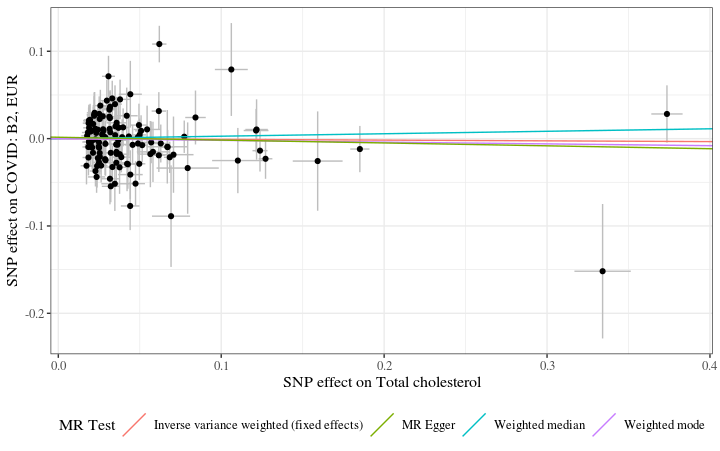 SNP effect on COVID: B2, EUR
0.1
0.0
-0.1
-0.2
0.0 0.1 0.2 0.3 0.4
SNP effect on Total cholesterol
MR Test Inverse variance weighted (fixed effects) MR Egger Weighted median Weighted mode